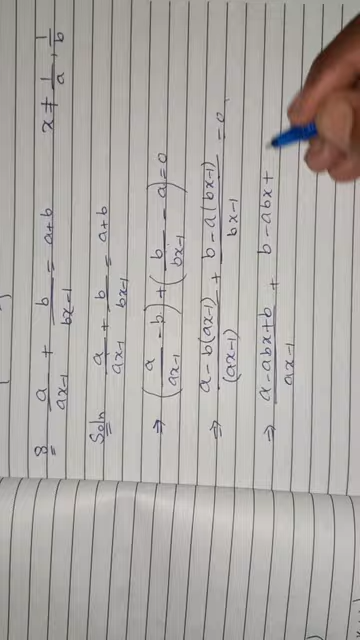 8 a/(ax-1) + b/(bx-1) = a+b x ≠ 1/a, 1/b
Soln a/(ax-1) + b/(bx-1) = a+b
⇒ (a/(ax-1) - b) + (b/(bx-1) - a) = 0
⇒ (a-b(ax-1))/(ax-1) + (b-a(bx-1))/(bx-1) = 0
⇒ (a-abx+b)/(ax-1) + b-abx+